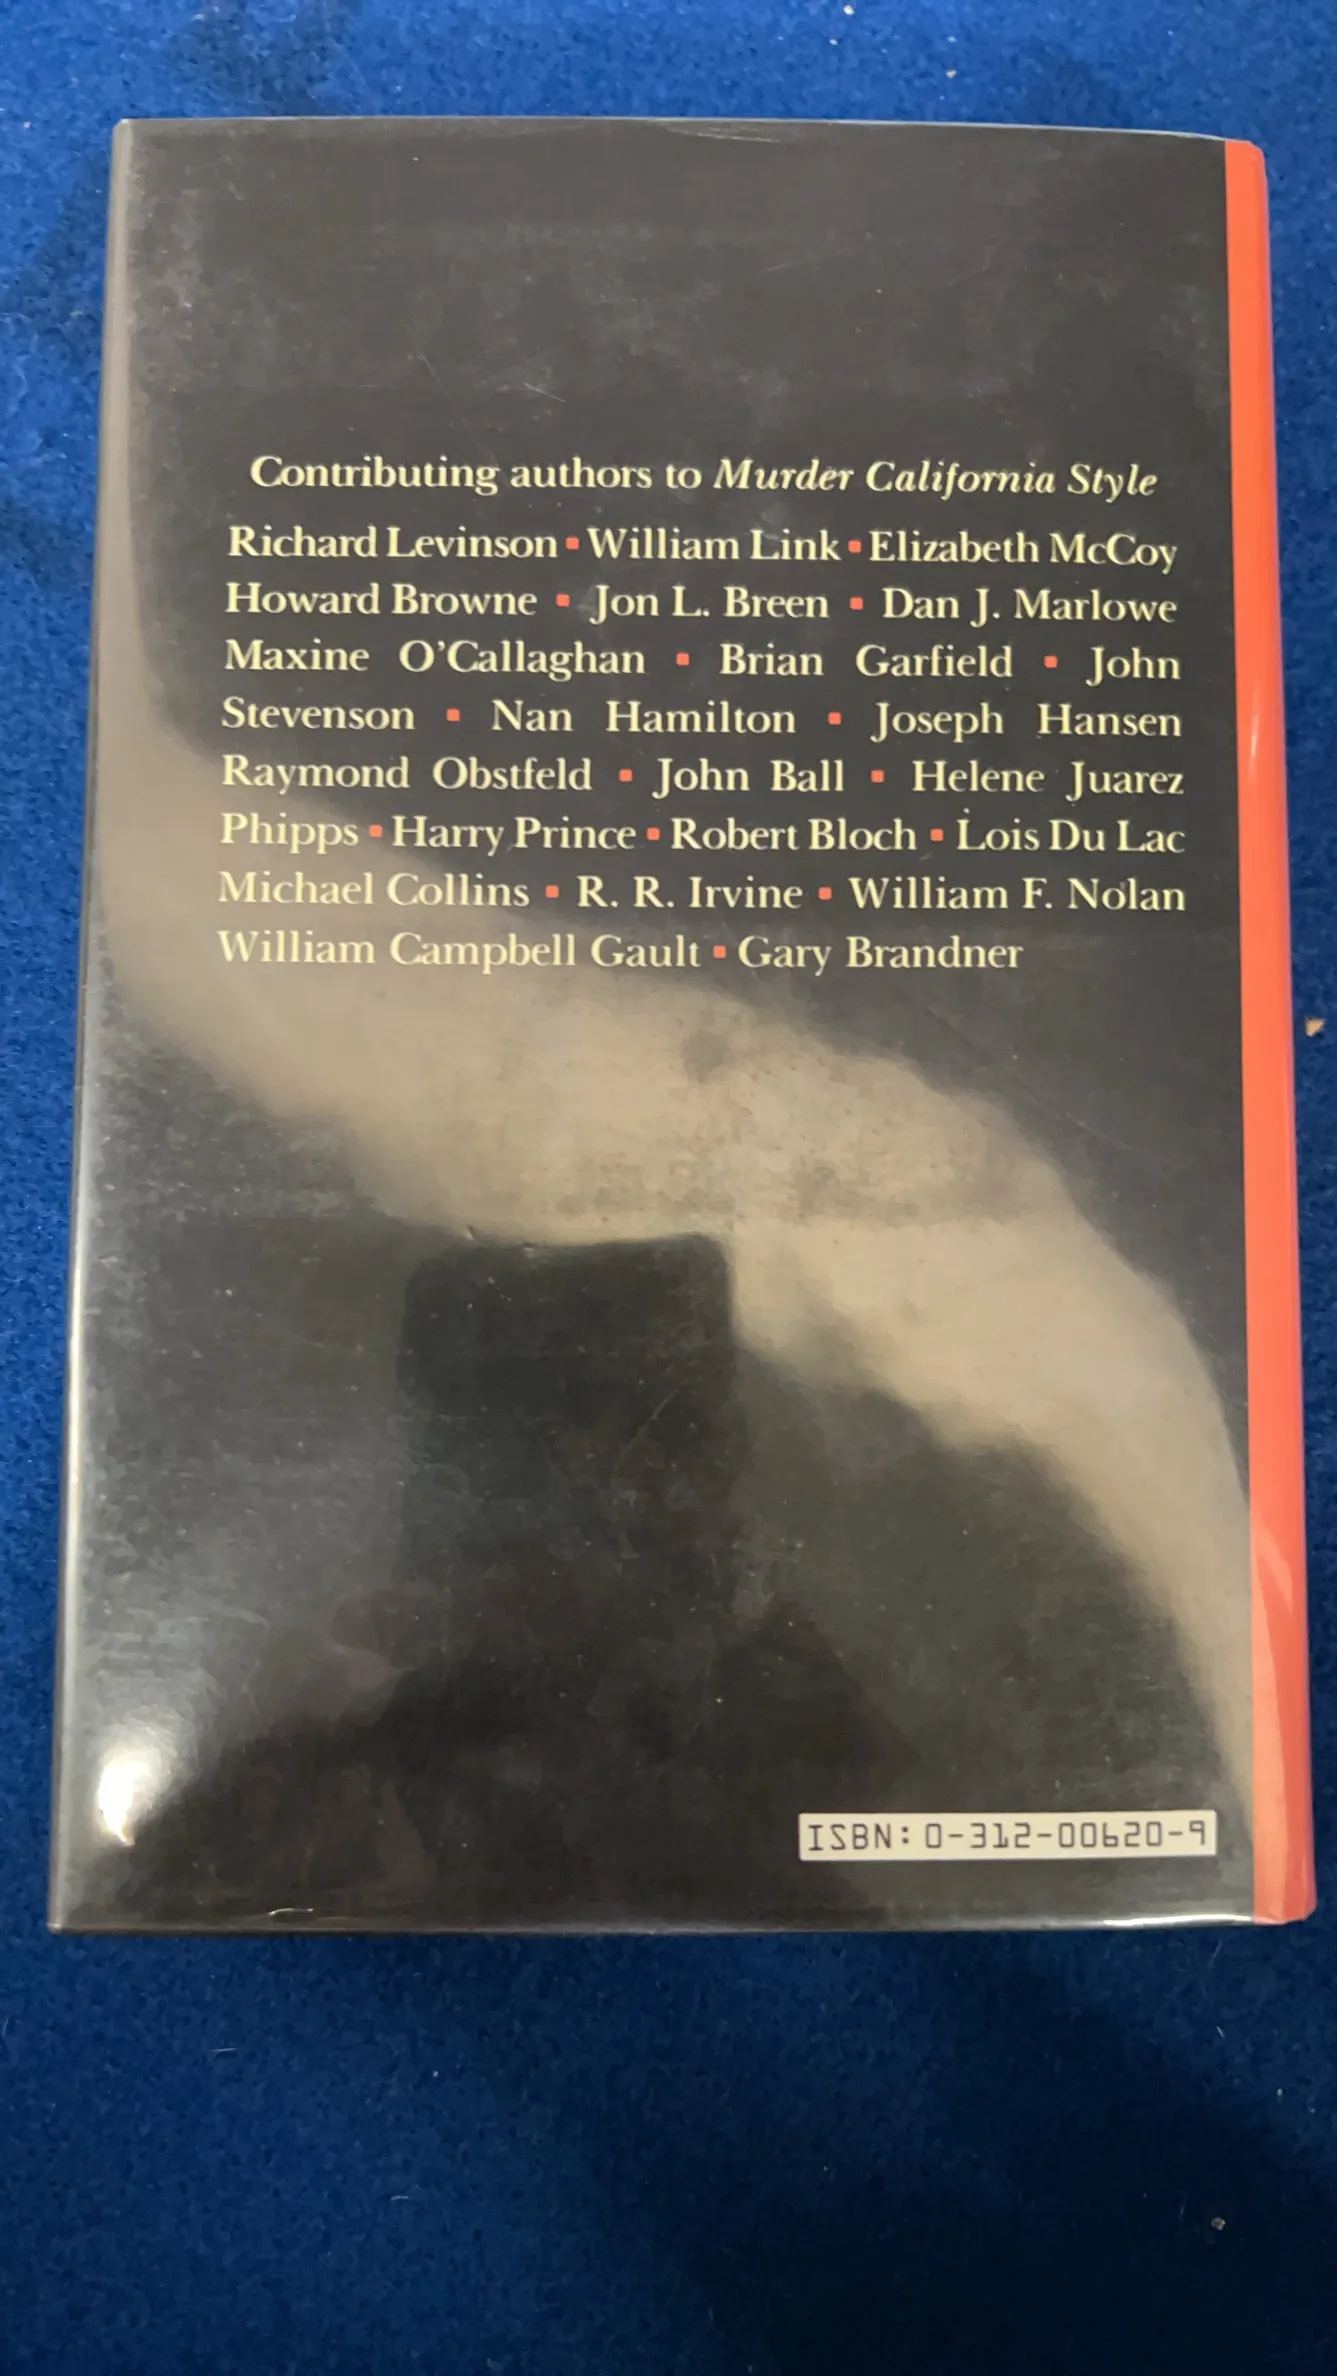 Contributing authors to Murder California Style
Richard Levinson ▪ William Link ▪ Elizabeth McCoy
Howard Browne ▪ Jon L. Breen ▪ Dan J. Marlowe
Maxine O'Callaghan ▪ Brian Garfield ▪ John
Stevenson ▪ Nan Hamilton ▪ Joseph Hansen
Raymond Obstfeld ▪ John Ball ▪ Helene Juarez
Phipps ▪ Harry Prince ▪ Robert Bloch ▪ Lois Du Lac
Michael Collins ▪ R. R. Irvine ▪ William F. Nolan
William Campbell Gault ▪ Gary Brandner
ISBN: 0-312-00620-9